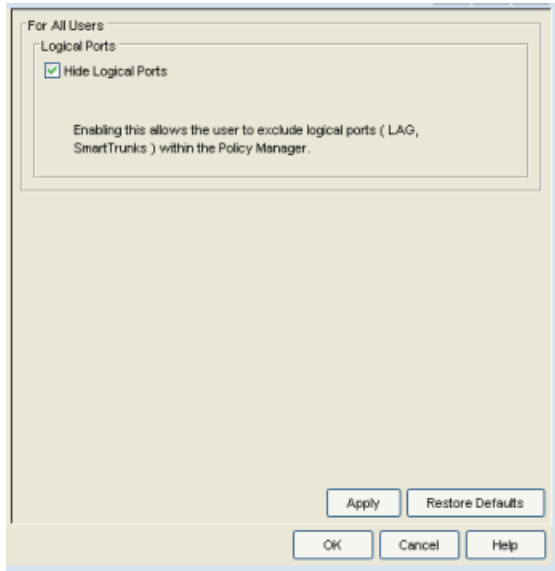 For All Users
Logical Ports
Hide Logical Ports
Enabling this allows the user to exclude logical ports ( LAG,
SmartTrunks ) within the Policy Manager.
Apply
Restore Defaults
OK
Cancel
Help